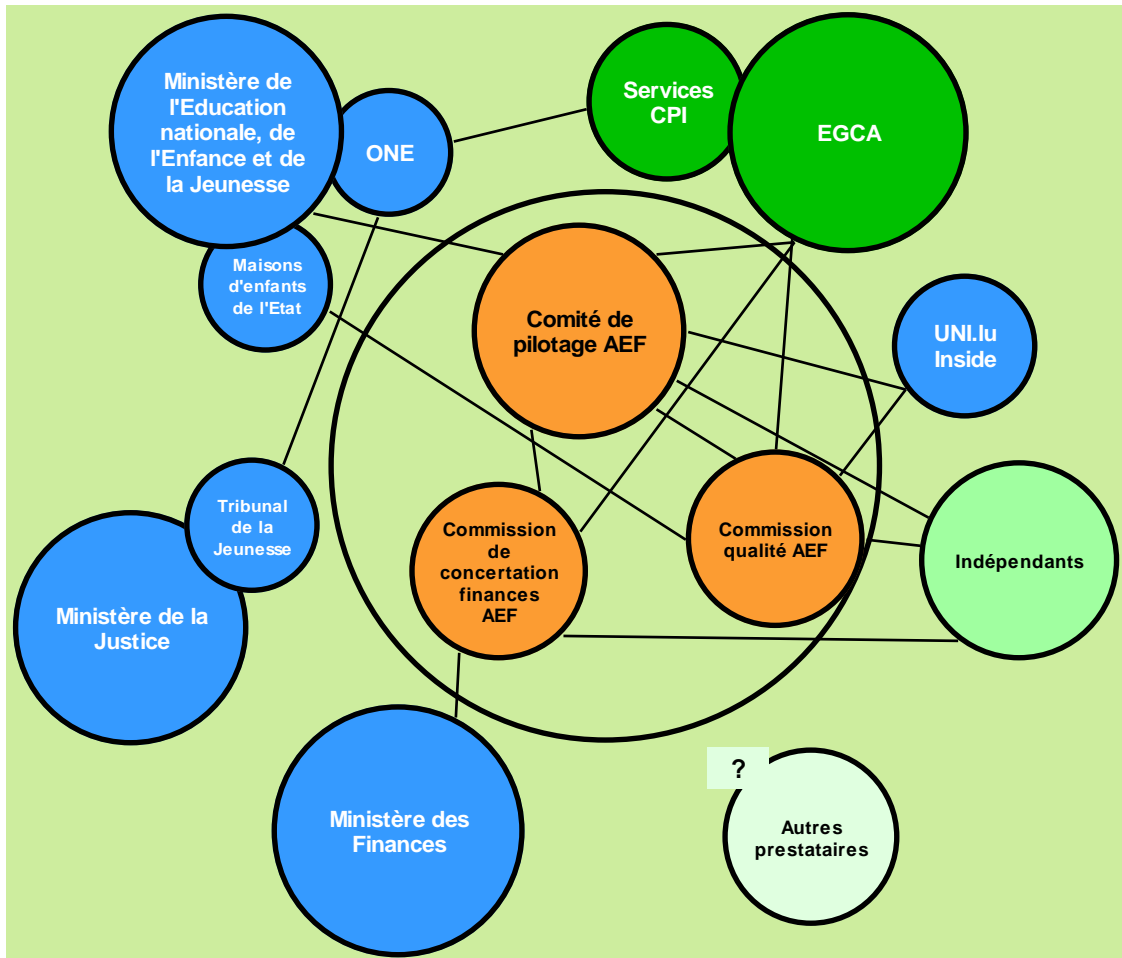 Ministère de
l'Education
nationale, de
l'Enfance et de
la Jeunesse
ONE
Services
CPI
EGCA
Maisons
d'enfants
de l'Etat
Comité de
pilotage AEF
UNI.lu
Inside
Tribunal
de la
Jeunesse
Commission
de
concertation
finances
AEF
Commission
qualité AEF
Indépendants
Ministère de la
Justice
Ministère des
Finances
?
Autres
prestataires